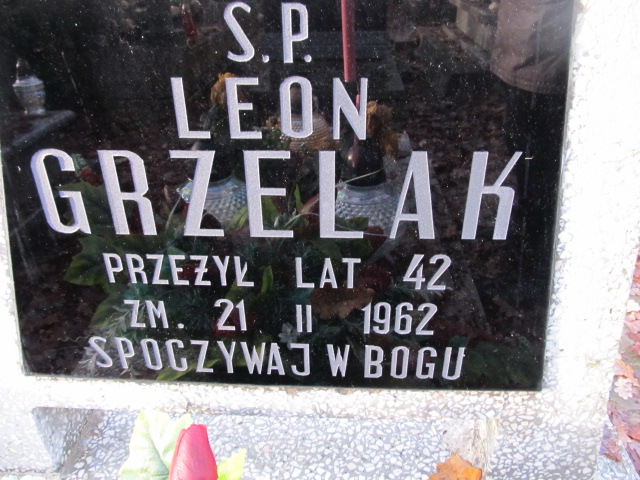 S.P.
LEON
GRZELAK
PRZEŻYŁ LAT 42
ZM. 21 II 1962
SPOCZYWAJ W BOGU